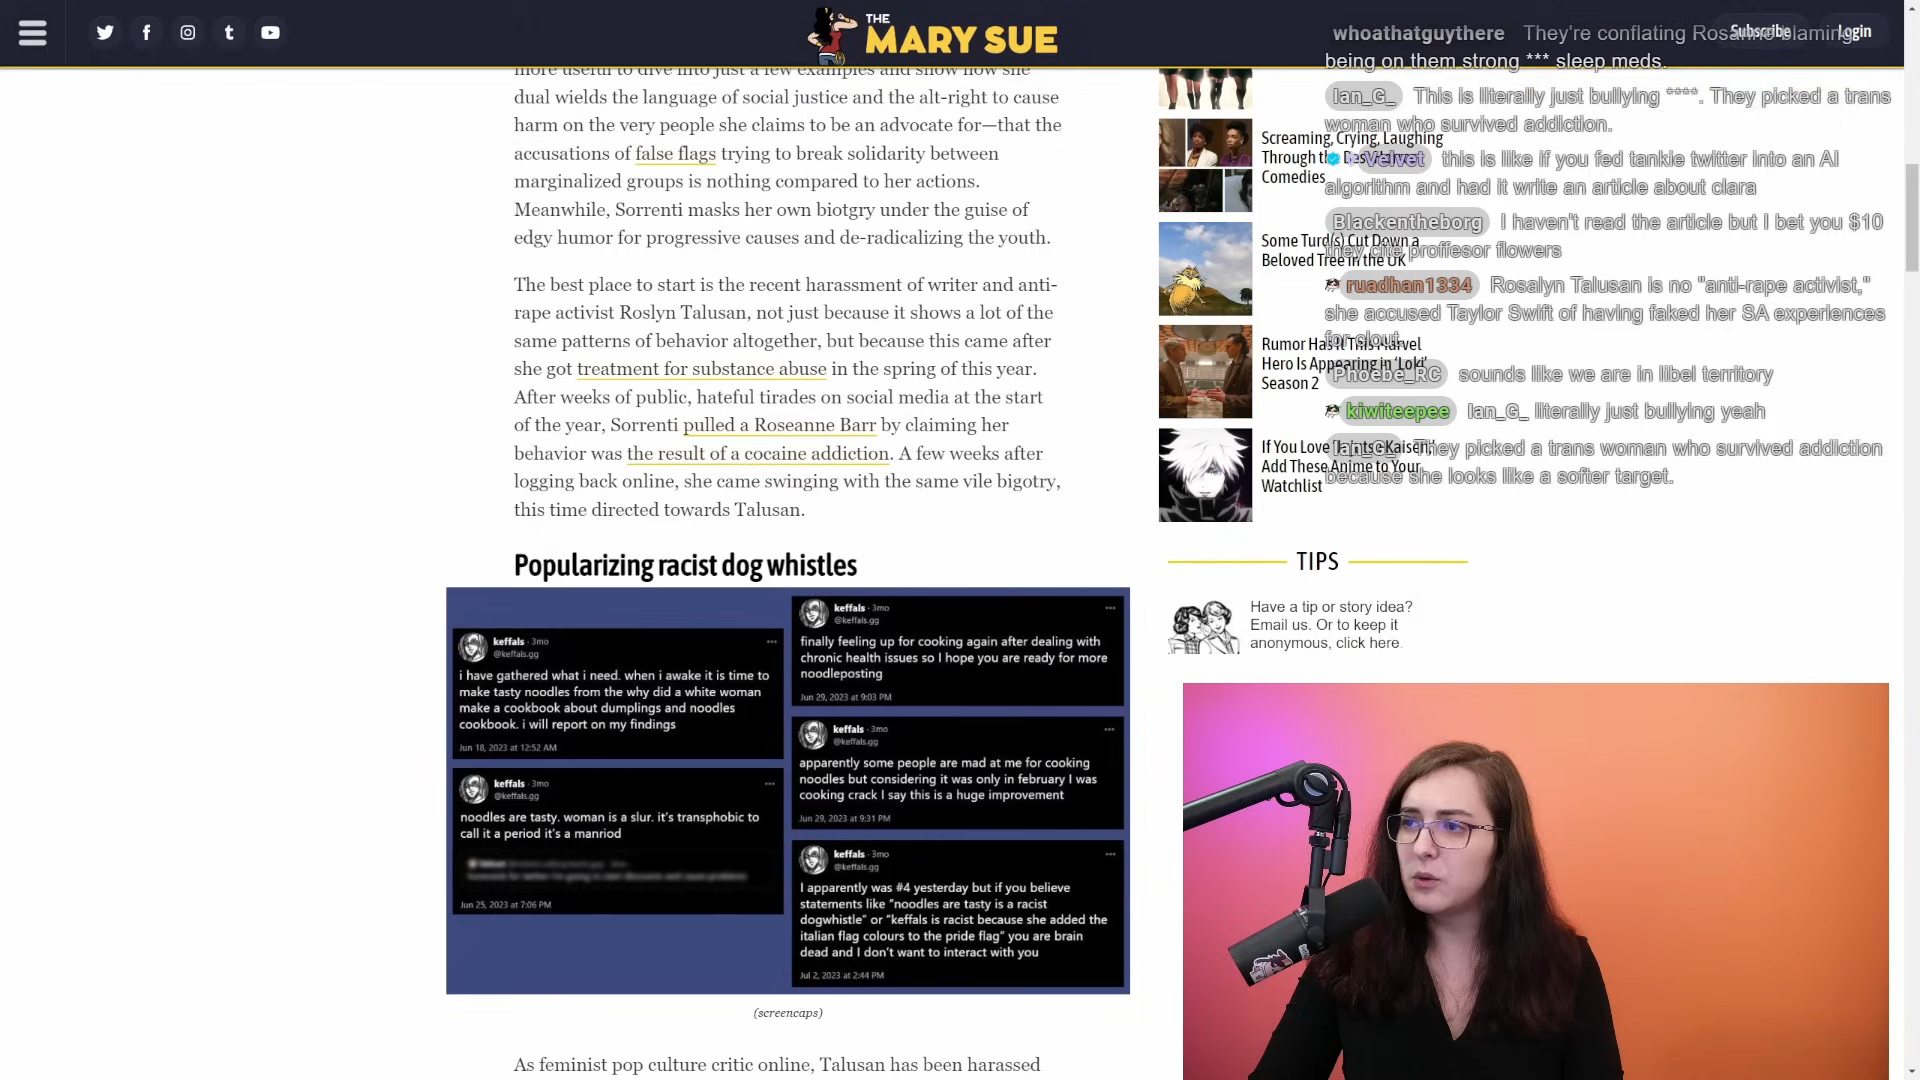 THE
MARY SUE
Subscribe
Login
more useful to dive into just a few examples and show how she
dual wields the language of social justice and the alt-right to cause
harm on the very people she claims to be an advocate for—that the
accusations of false flags trying to break solidarity between
marginalized groups is nothing compared to her actions.
Meanwhile, Sorrenti masks her own biotgry under the guise of
edgy humor for progressive causes and de-radicalizing the youth.
The best place to start is the recent harassment of writer and anti-
rape activist Roslyn Talusan, not just because it shows a lot of the
same patterns of behavior altogether, but because this came after
she got treatment for substance abuse in the spring of this year.
After weeks of public, hateful tirades on social media at the start
of the year, Sorrenti pulled a Roseanne Barr by claiming her
behavior was the result of a cocaine addiction. A few weeks after
logging back online, she came swinging with the same vile bigotry,
this time directed towards Talusan.
Popularizing racist dog whistles
keffals · 3mo
@keffals.gg
i have gathered what i need. when i awake it is time to
make tasty noodles from the why did a white woman
make a cookbook about dumplings and noodles
cookbook. i will report on my findings
Jun 18, 2023 at 12:52 AM
keffals · 3mo
@keffals.gg
noodles are tasty. woman is a slur. it's transphobic to
call it a period it's a manriod
Jun 25, 2023 at 7:06 PM
keffals · 3mo
@keffals.gg
finally feeling up for cooking again after dealing with
chronic health issues so I hope you are ready for more
noodleposting
Jun 29, 2023 at 9:03 PM
keffals · 3mo
@keffals.gg
apparently some people are mad at me for cooking
noodles but considering it was only in february I was
cooking crack I say this is a huge improvement
Jun 29, 2023 at 9:31 PM
keffals · 3mo
@keffals.gg
I apparently was #4 yesterday but if you believe
statements like "noodles are tasty is a racist
dogwhistle" or "keffals is racist because she added the
italian flag colours to the pride flag" you are brain
dead and I don't want to interact with you
Jul 2, 2023 at 2:44 PM
(screencaps)
As feminist pop culture critic online, Talusan has been harassed
Screaming, Crying, Laughing
Through the
Comedies
Some Turd(s) Cut Down a
Beloved Tree in the UK
Rumor Has It This Marvel
Hero Is Appearing in 'Loki'
Season 2
If You Love 'Jujutsu Kaisen,'
Add These Anime to Your
Watchlist
TIPS
Have a tip or story idea?
Email us. Or to keep it
anonymous, click here.
whoathatguythere They're conflating Rosanne blaming
being on them strong *** sleep meds.
Ian_G_ This is literally just bullying ****. They picked a trans
woman who survived addiction.
Velvet this is like if you fed tankie twitter into an AI
algorithm and had it write an article about clara
Blackentheborg I haven't read the article but I bet you $10
they cite proffesor flowers
ruadhan1334 Rosalyn Talusan is no "anti-rape activist,"
she accused Taylor Swift of having faked her SA experiences
for clout.
Phoebe_RC sounds like we are in libel territory
kiwiteepee Ian_G_ literally just bullying yeah
Ian_G_ They picked a trans woman who survived addiction
because she looks like a softer target.